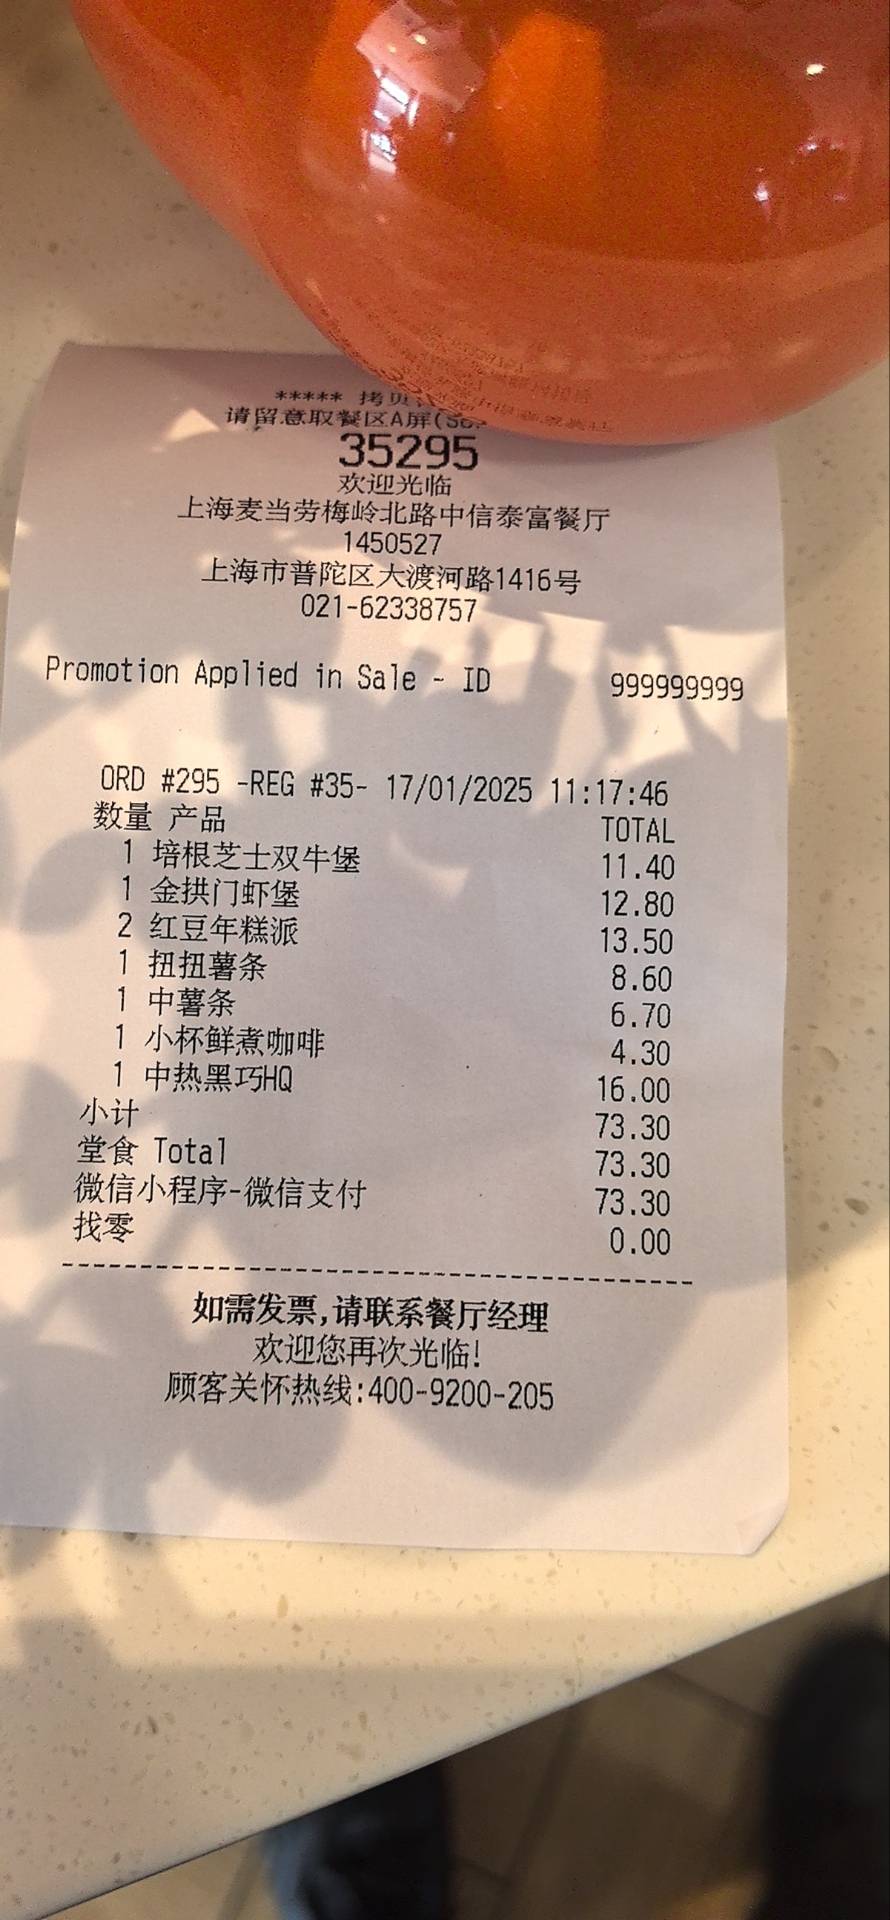 ***** 拷贝
请留意取餐区A屏(
35295
欢迎光临
上海麦当劳梅岭北路中信泰富餐厅
1450527
上海市普陀区大渡河路1416号
021-62338757
Promotion Applied in Sale - ID 999999999
ORD #295 -REG #35- 17/01/2025 11:17:46
数量 产品 TOTAL
1 培根芝士双牛堡 11.40
1 金拱门虾堡 12.80
2 红豆年糕派 13.50
1 扭扭薯条 8.60
1 中薯条 6.70
1 小杯鲜煮咖啡 4.30
1 中热黑巧HQ 16.00
小计 73.30
堂食 Total 73.30
微信小程序-微信支付 73.30
找零 0.00
如需发票,请联系餐厅经理
欢迎您再次光临!
顾客关怀热线:400-9200-205